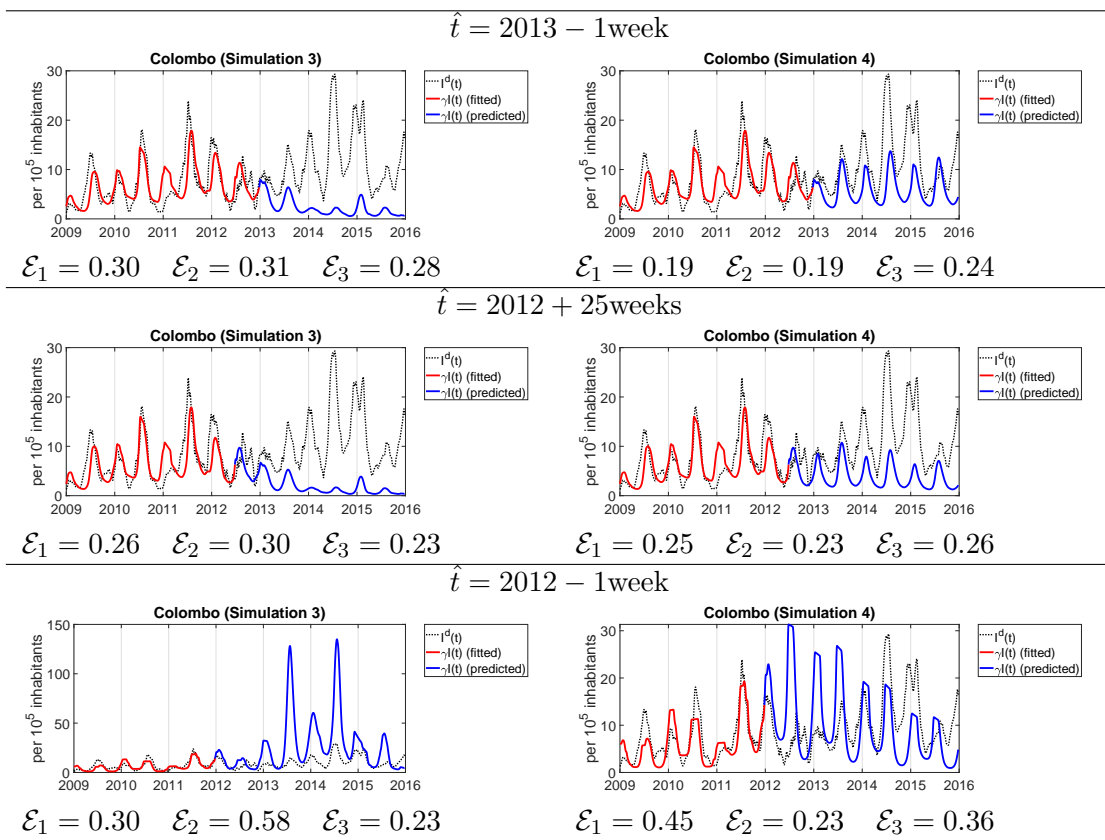 t̂ = 2013 − 1week
Colombo (Simulation 3)
per 10^5 inhabitants
30
20
10
0
2009 2010 2011 2012 2013 2014 2015 2016
I^d(t)
γI(t) (fitted)
γI(t) (predicted)
Colombo (Simulation 4)
per 10^5 inhabitants
30
20
10
0
2009 2010 2011 2012 2013 2014 2015 2016
I^d(t)
γI(t) (fitted)
γI(t) (predicted)
ℰ₁ = 0.30 ℰ₂ = 0.31 ℰ₃ = 0.28
ℰ₁ = 0.19 ℰ₂ = 0.19 ℰ₃ = 0.24
t̂ = 2012 + 25weeks
Colombo (Simulation 3)
per 10^5 inhabitants
30
20
10
0
2009 2010 2011 2012 2013 2014 2015 2016
I^d(t)
γI(t) (fitted)
γI(t) (predicted)
Colombo (Simulation 4)
per 10^5 inhabitants
30
20
10
0
2009 2010 2011 2012 2013 2014 2015 2016
I^d(t)
γI(t) (fitted)
γI(t) (predicted)
ℰ₁ = 0.26 ℰ₂ = 0.30 ℰ₃ = 0.23
ℰ₁ = 0.25 ℰ₂ = 0.23 ℰ₃ = 0.26
t̂ = 2012 − 1week
Colombo (Simulation 3)
per 10^5 inhabitants
150
100
50
0
2009 2010 2011 2012 2013 2014 2015 2016
I^d(t)
γI(t) (fitted)
γI(t) (predicted)
Colombo (Simulation 4)
per 10^5 inhabitants
30
20
10
0
2009 2010 2011 2012 2013 2014 2015 2016
I^d(t)
γI(t) (fitted)
γI(t) (predicted)
ℰ₁ = 0.30 ℰ₂ = 0.58 ℰ₃ = 0.23
ℰ₁ = 0.45 ℰ₂ = 0.23 ℰ₃ = 0.36